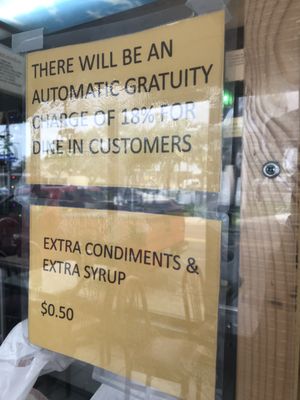 THERE WILL BE AN
AUTOMATIC GRATUITY
CHARGE OF 18% FOR
DINE IN CUSTOMERS
EXTRA CONDIMENTS &
EXTRA SYRUP
$0.50